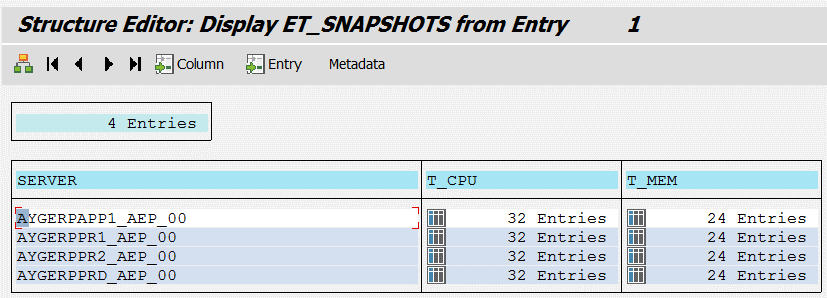 Structure Editor: Display ET_SNAPSHOTS from Entry 1
Column Entry Metadata
4 Entries
SERVER T_CPU T_MEM
AYGERPAPP1_AEP_00 32 Entries 24 Entries
AYGERPPR1_AEP_00 32 Entries 24 Entries
AYGERPPR2_AEP_00 32 Entries 24 Entries
AYGERPPRD_AEP_00 32 Entries 24 Entries